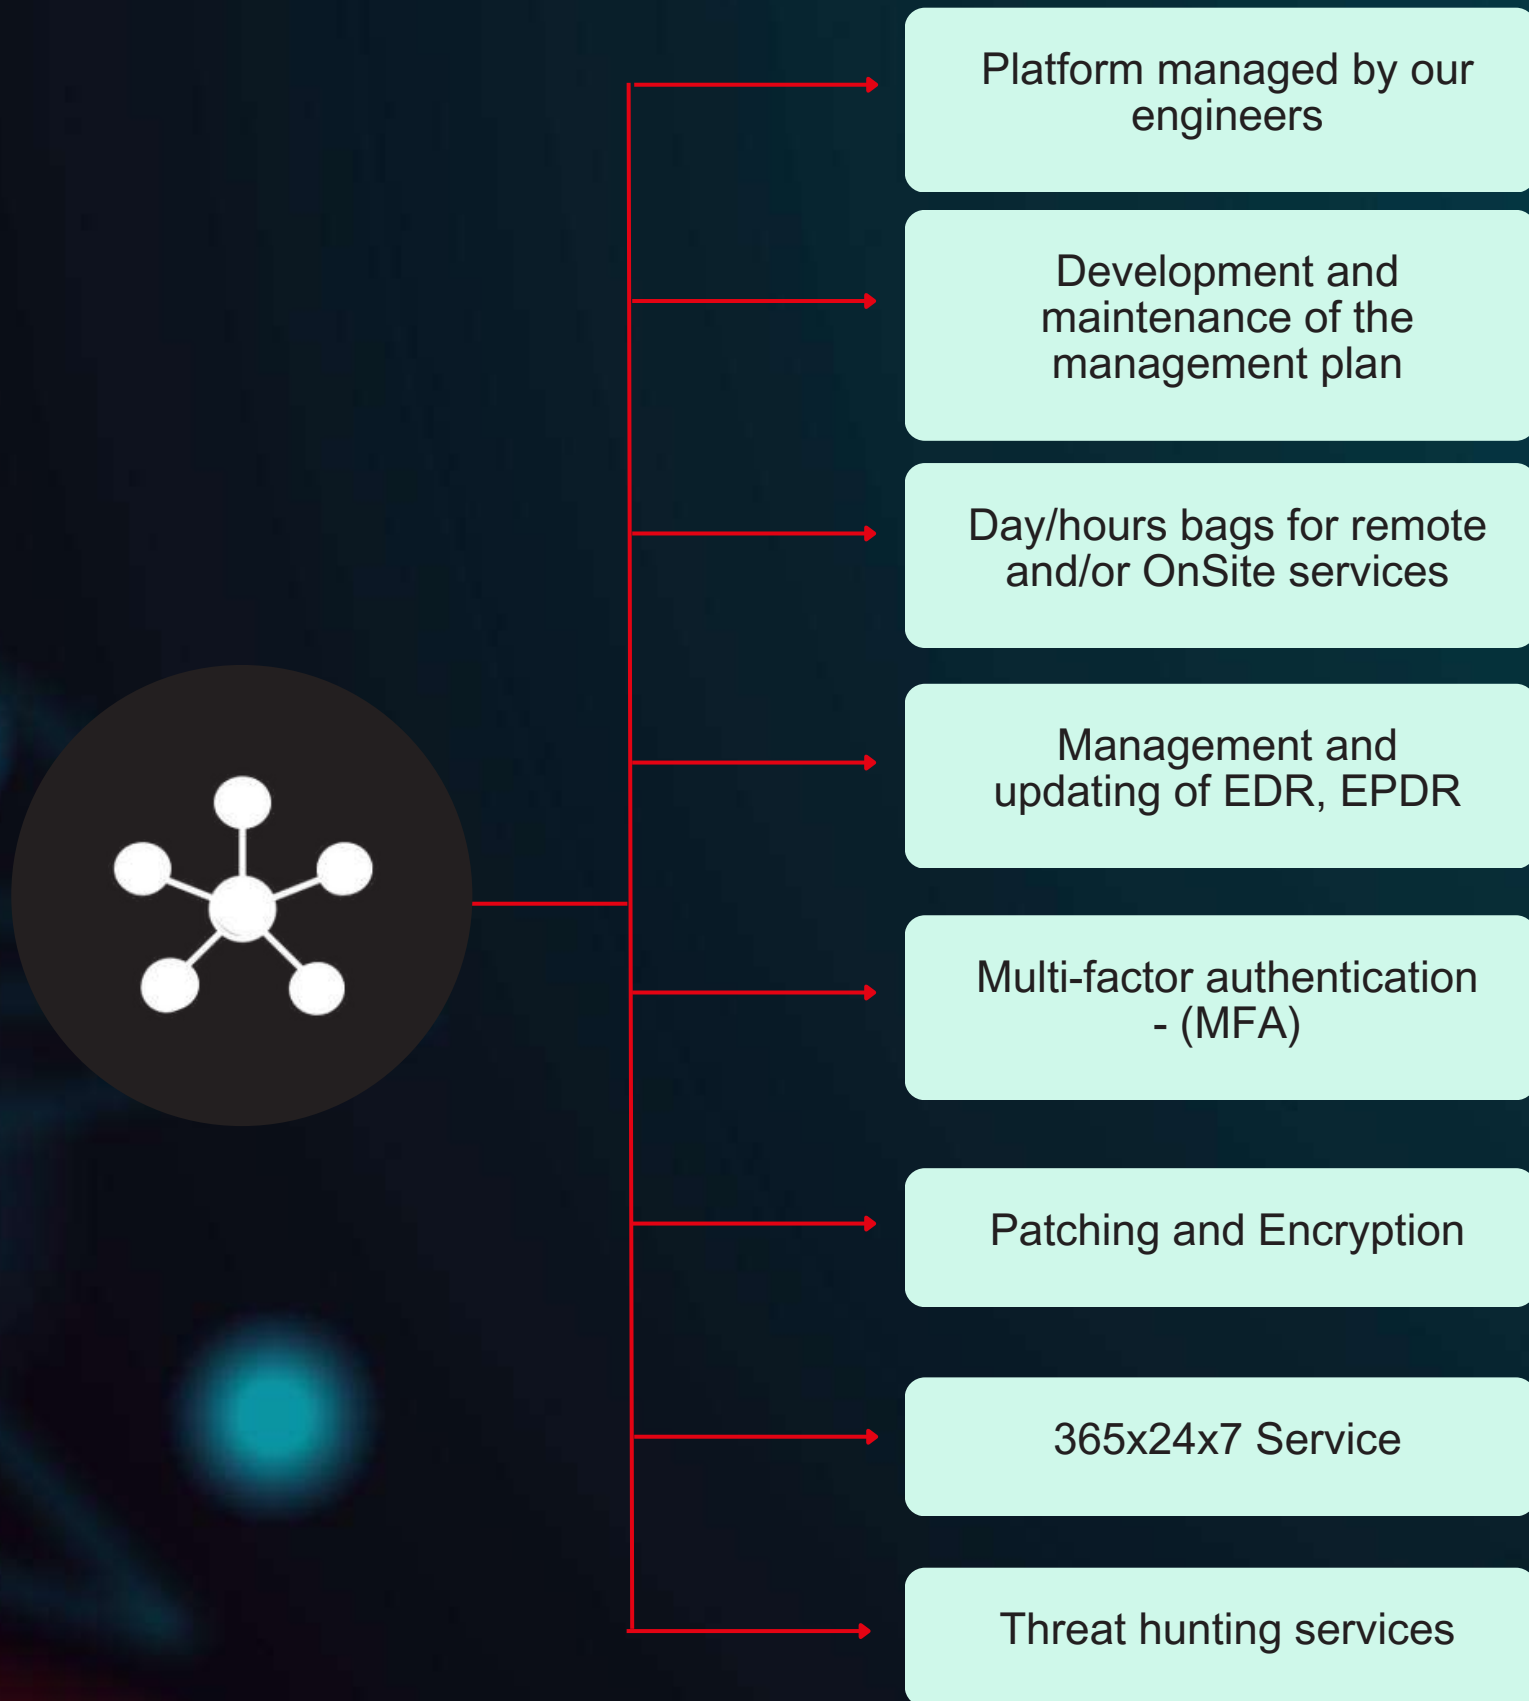 Platform managed by our
engineers
Development and
maintenance of the
management plan
Day/hours bags for remote
and/or OnSite services
Management and
updating of EDR, EPDR
Multi-factor authentication
- (MFA)
Patching and Encryption
365x24x7 Service
Threat hunting services